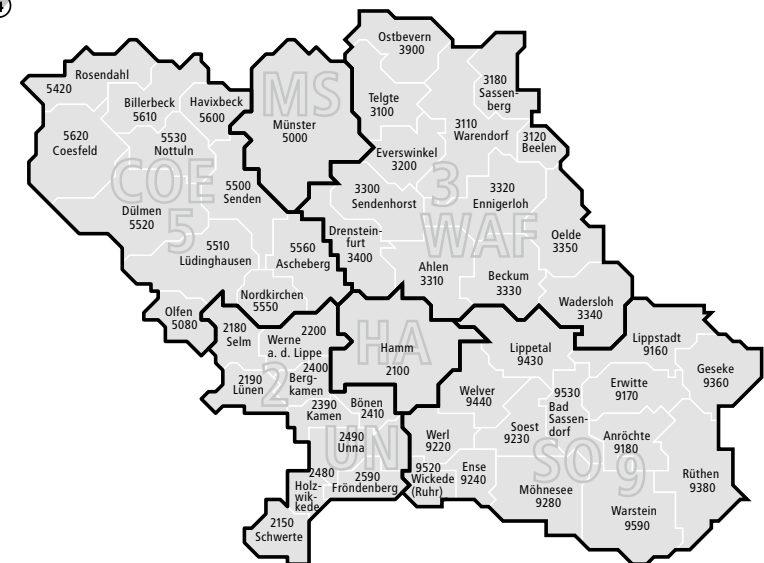 4
Ostbevern
3900
Rosendahl
5420
MS
3180
Sassen-
berg
Billerbeck
5610
Havixbeck
5600
Telgte
3100
Münster
5000
3110
Warendorf
5620
Coesfeld
5530
Nottuln
3120
Beelen
Everswinkel
3200
COE
5
5500
Senden
3300
Sendenhorst
3
WAF
3320
Ennigerloh
Dülmen
5520
Drenstein-
furt
3400
Oelde
3350
5510
Lüdinghausen
5560
Ascheberg
Ahlen
3310
Beckum
3330
Nordkirchen
5550
Wadersloh
3340
Olfen
5080
2180
Selm
2200
Werne
a. d. Lippe
HA
Hamm
2100
Lippetal
9430
Lippstadt
9160
Geseke
9360
2
2190
Lünen
2400
Berg-
kamen
Welver
9440
9530
Bad
Sassen-
dorf
Erwitte
9170
2390
Kamen
Bönen
2410
Soest
9230
Anröchte
9180
2490
Unna
UN
Werl
9220
SO
9
2480
Holz-
wik-
kede
2590
Fröndenberg
9520
Wickede
(Ruhr)
Ense
9240
Möhnesee
9280
Rüthen
9380
Warstein
9590
2150
Schwerte